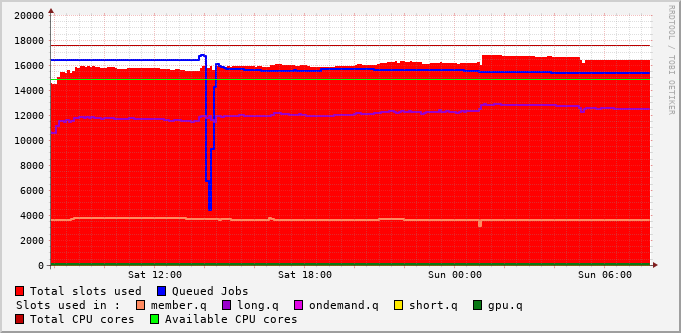 20000
18000
16000
14000
12000
10000
8000
6000
4000
2000
0
Sat 12:00 Sat 18:00 Sun 00:00 Sun 06:00
RRDTOOL / TOBI OETIKER
Total slots used Queued Jobs
Slots used in : member.q long.q ondemand.q short.q gpu.q
Total CPU cores Available CPU cores